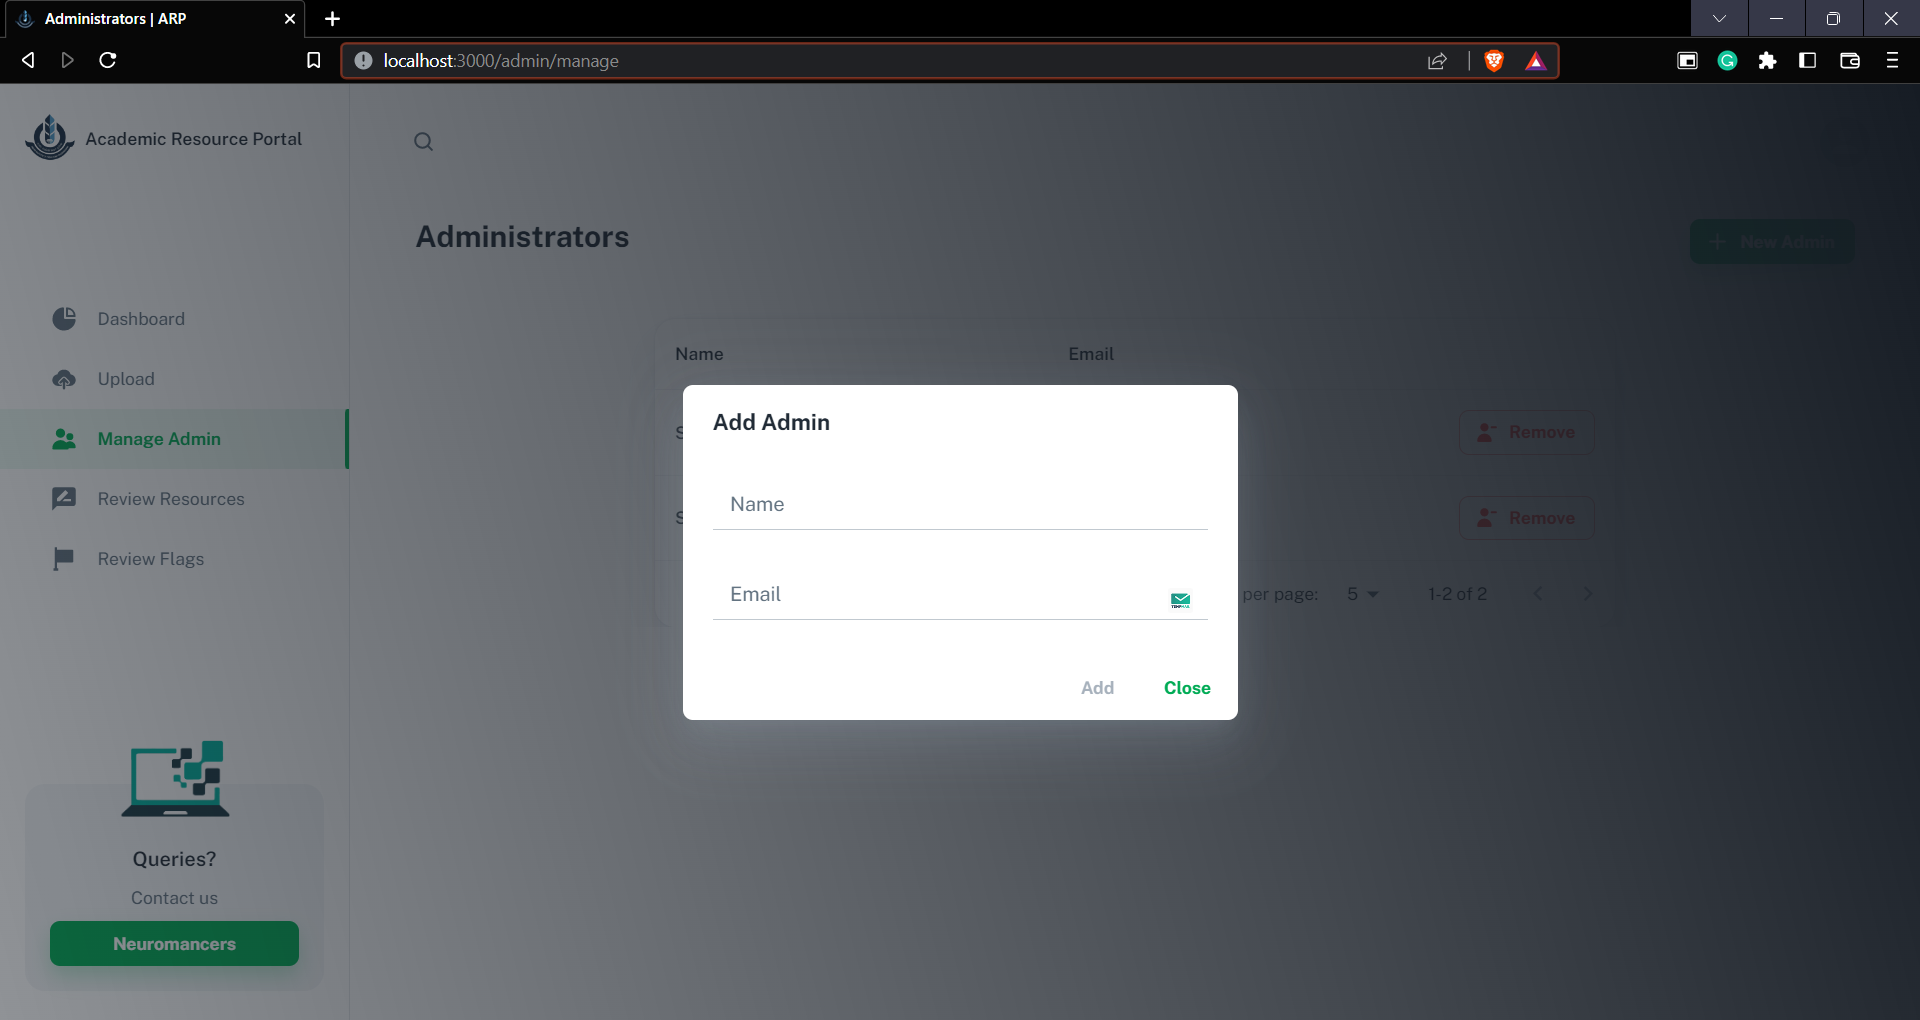 Administrators | ARP
localhost:3000/admin/manage
Academic Resource Portal
Administrators
New Admin
Dashboard
Upload
Manage Admin
Review Resources
Review Flags
Name
Email
Remove
Remove
per page:
5
1-2 of 2
Add Admin
Name
Email
Add
Close
Queries?
Contact us
Neuromancers